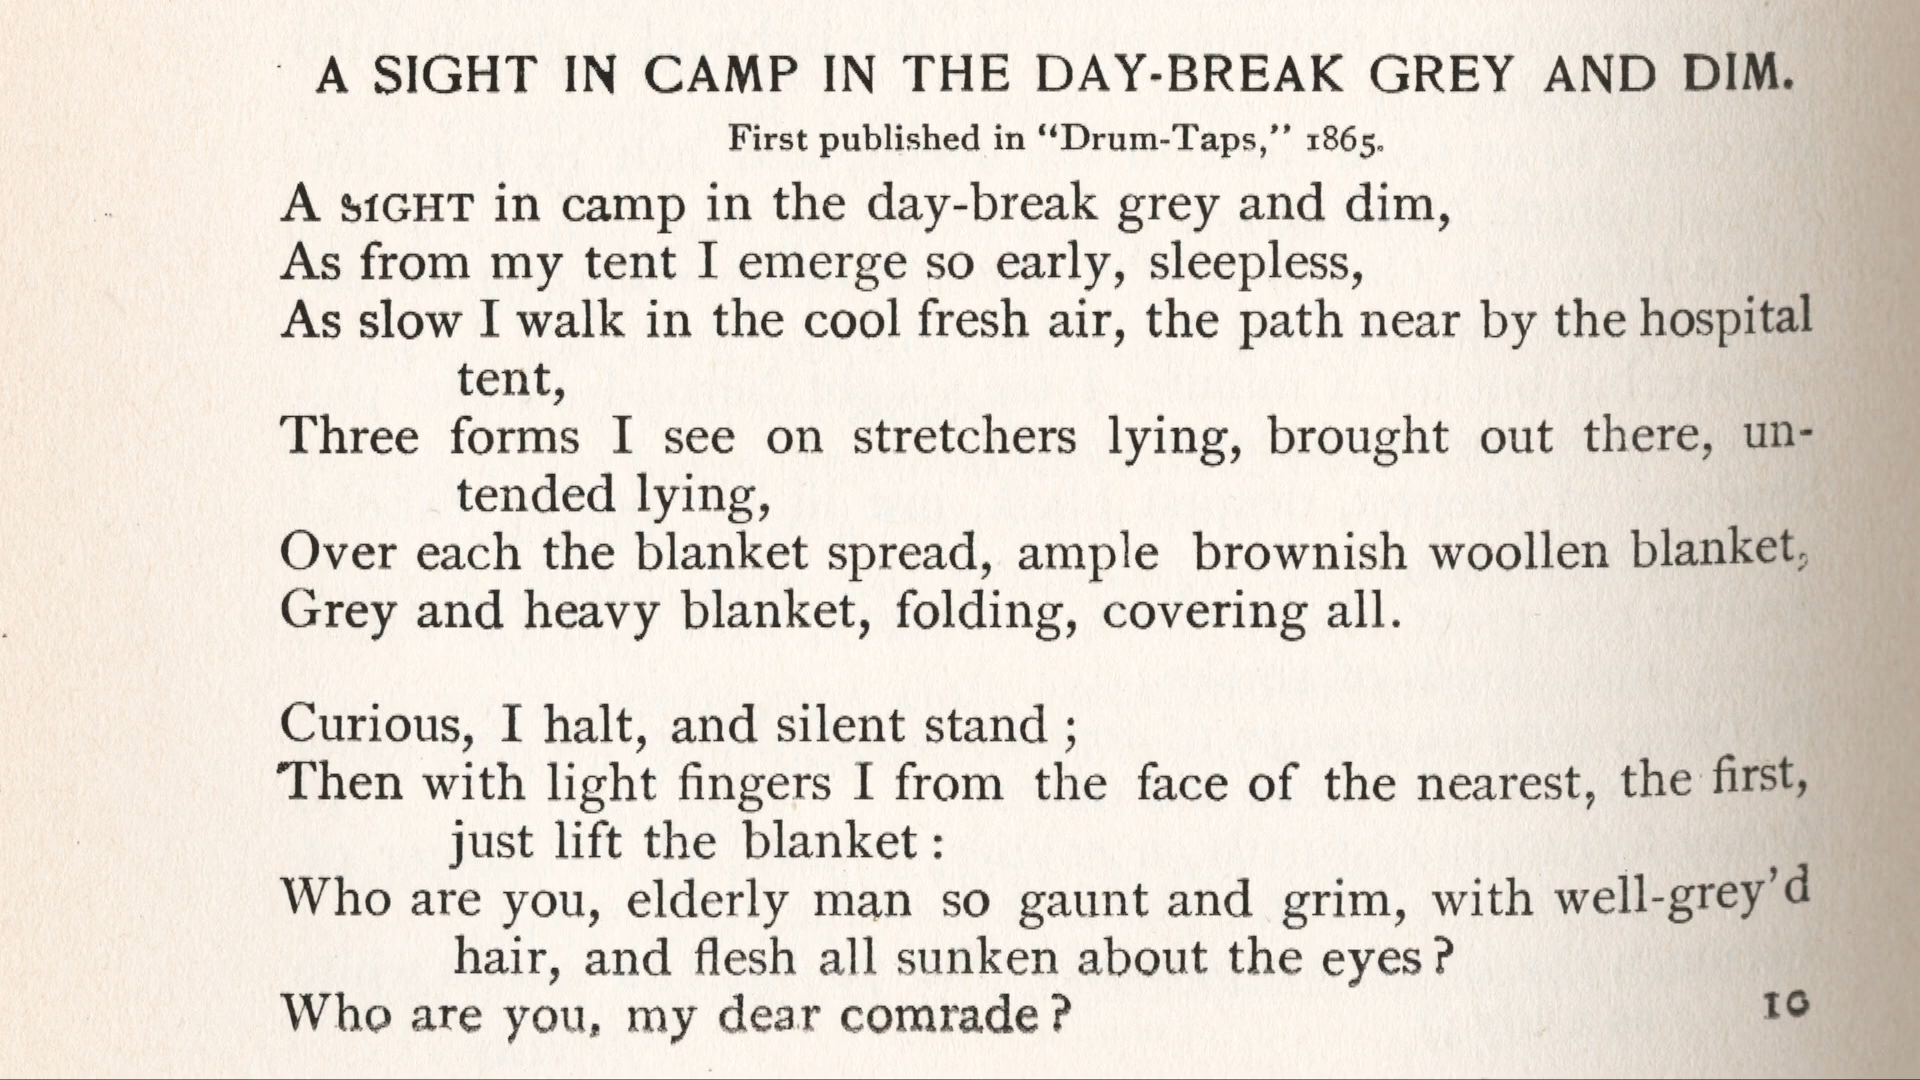 A SIGHT IN CAMP IN THE DAY-BREAK GREY AND DIM.
First published in “Drum-Taps,” 1865.
A SIGHT in camp in the day-break grey and dim,
As from my tent I emerge so early, sleepless,
As slow I walk in the cool fresh air, the path near by the hospital
tent,
Three forms I see on stretchers lying, brought out there, un-
tended lying,
Over each the blanket spread, ample brownish woollen blanket,
Grey and heavy blanket, folding, covering all.
Curious, I halt, and silent stand ;
Then with light fingers I from the face of the nearest, the first,
just lift the blanket :
Who are you, elderly man so gaunt and grim, with well-grey’d
hair, and flesh all sunken about the eyes ?
Who are you, my dear comrade ? 10